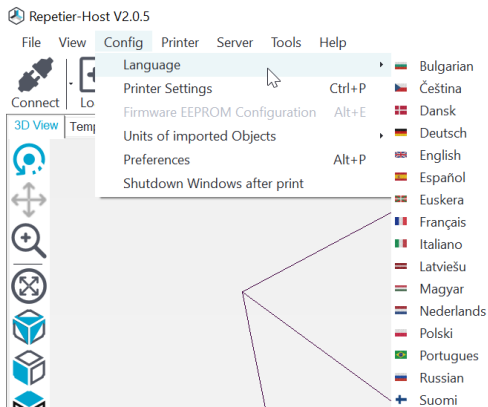 Repetier-Host V2.0.5
File View Config Printer Server Tools Help
Language
Printer Settings Ctrl+P
Firmware EEPROM Configuration Alt+E
Units of imported Objects
Preferences Alt+P
Shutdown Windows after print
Connect Lo
3D View Temp
Bulgarian
Čeština
Dansk
Deutsch
English
Español
Euskera
Français
Italiano
Latviešu
Magyar
Nederlands
Polski
Portugues
Russian
Suomi